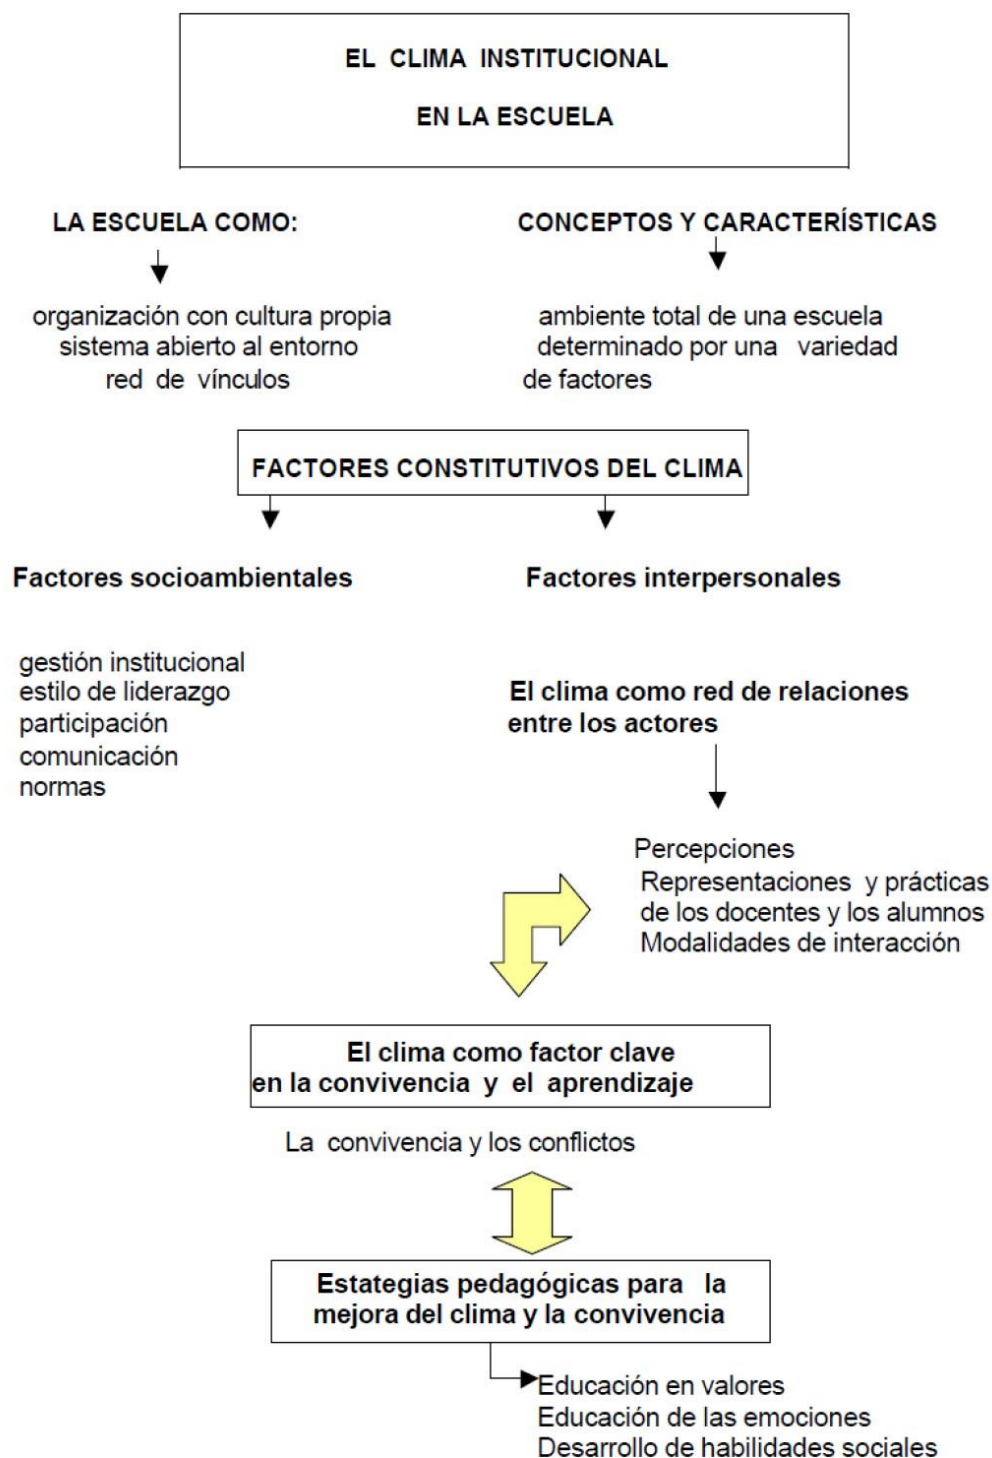 EL CLIMA INSTITUCIONAL
EN LA ESCUELA
LA ESCUELA COMO:
organización con cultura propia
sistema abierto al entorno
red de vínculos
CONCEPTOS Y CARACTERÍSTICAS
ambiente total de una escuela
determinado por una variedad
de factores
FACTORES CONSTITUTIVOS DEL CLIMA
Factores socioambientales
gestión institucional
estilo de liderazgo
participación
comunicación
normas
Factores interpersonales
El clima como red de relaciones
entre los actores
Percepciones
Representaciones y prácticas
de los docentes y los alumnos
Modalidades de interacción
El clima como factor clave
en la convivencia y el aprendizaje
La convivencia y los conflictos
Estategias pedagógicas para la
mejora del clima y la convivencia
Educación en valores
Educación de las emociones
Desarrollo de habilidades sociales